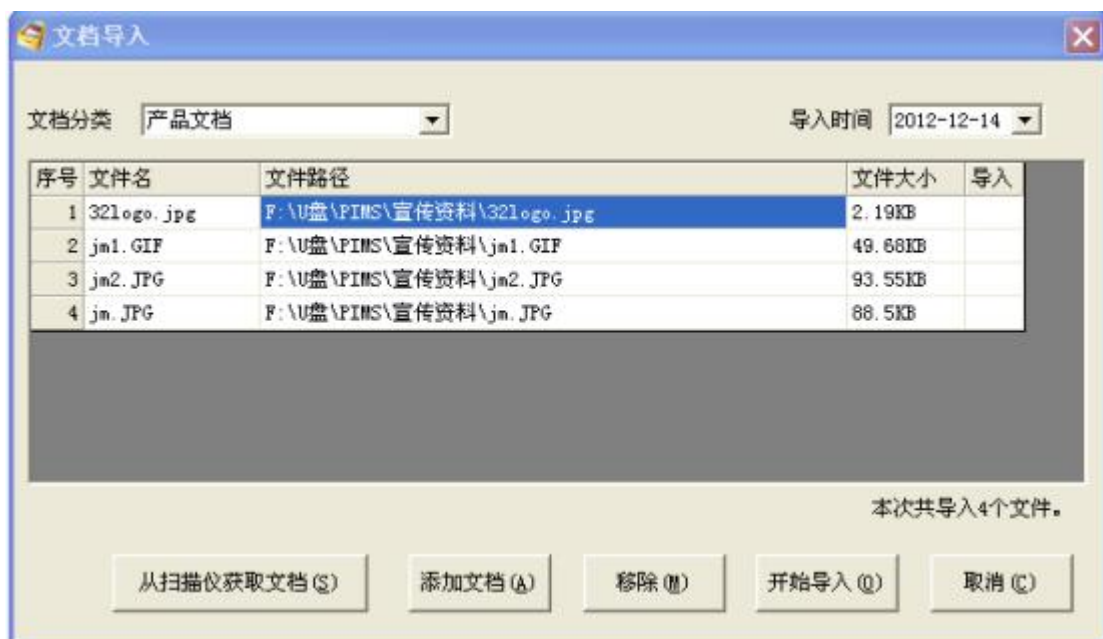 文档导入
文档分类 产品文档 导入时间 2012-12-14
序号 文件名 文件路径 文件大小 导入
1 32logo.jpg F:\U盘\PIMS\宣传资料\32logo.jpg 2.19KB
2 jm1.GIF F:\U盘\PIMS\宣传资料\jm1.GIF 49.68KB
3 jm2.JPG F:\U盘\PIMS\宣传资料\jm2.JPG 93.55KB
4 jm.JPG F:\U盘\PIMS\宣传资料\jm.JPG 88.5KB
本次共导入4个文件。
从扫描仪获取文档(S) 添加文档(A) 移除(M) 开始导入(O) 取消(C)